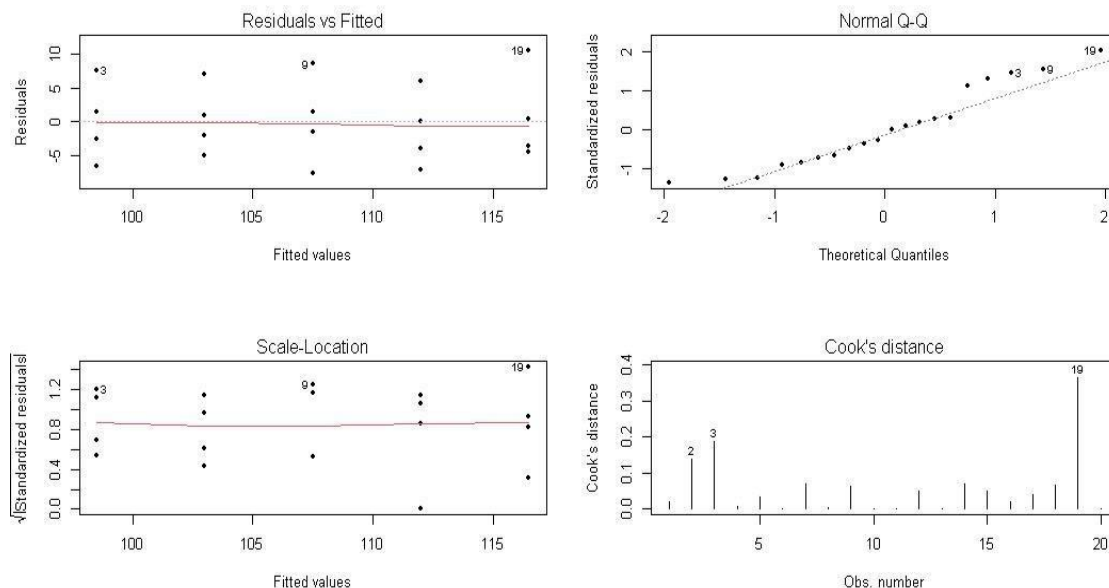 Residuals vs Fitted
Residuals
10
5
0
-5
3
9
19
100 105 110 115
Fitted values
Normal Q-Q
Standardized residuals
2
1
0
-1
3
9
19
-2 -1 0 1 2
Theoretical Quantiles
Scale-Location
√|Standardized residuals|
1.2
0.8
0.4
0.0
3
9
19
100 105 110 115
Fitted values
Cook's distance
Cook's distance
0.4
0.3
0.2
0.1
0.0
2
3
19
5 10 15 20
Obs. number